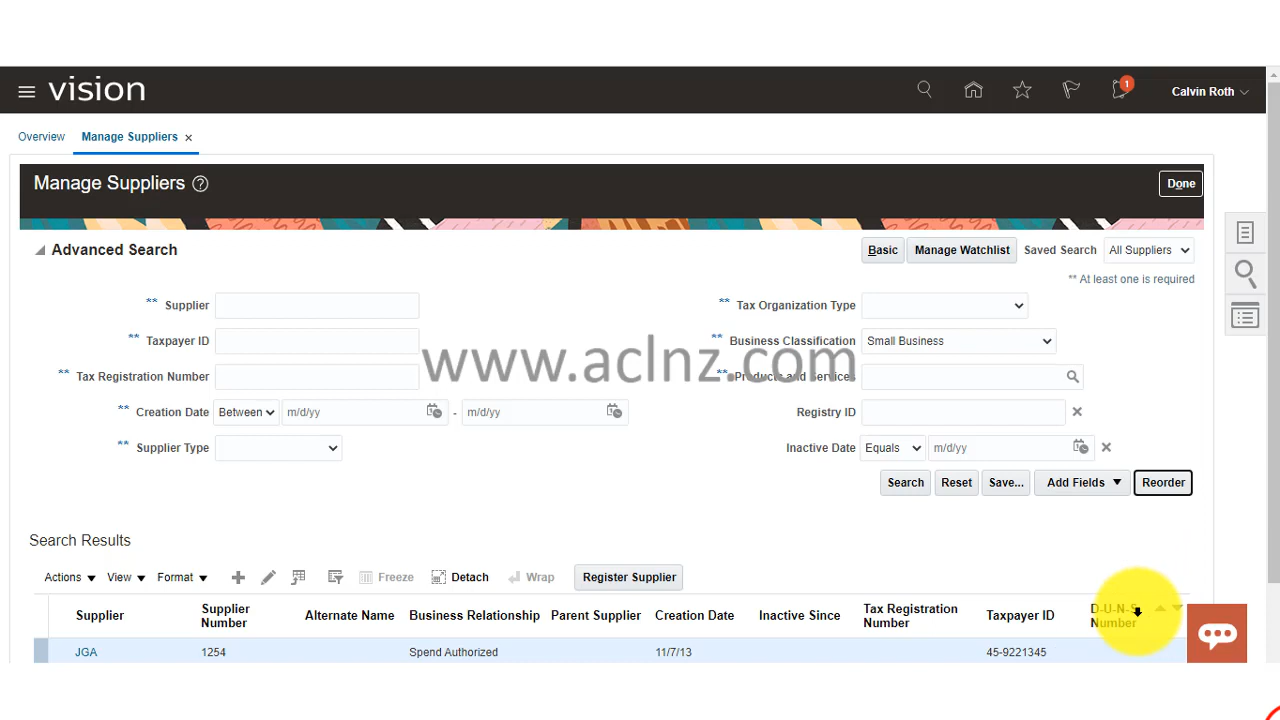 vision
1
Calvin Roth
Overview
Manage Suppliers ×
Manage Suppliers ?
Done
Advanced Search
Basic
Manage Watchlist
Saved Search
All Suppliers
** At least one is required
** Supplier
** Tax Organization Type
** Taxpayer ID
** Business Classification
Small Business
www.aclnz.com
** Tax Registration Number
** Products and Services
** Creation Date
Between
m/d/yy
-
m/d/yy
Registry ID
** Supplier Type
Inactive Date
Equals
m/d/yy
Search
Reset
Save...
Add Fields
Reorder
Search Results
Actions
View
Format
Freeze
Detach
Wrap
Register Supplier
Supplier
Supplier
Number
Alternate Name
Business Relationship
Parent Supplier
Creation Date
Inactive Since
Tax Registration
Number
Taxpayer ID
D-U-N-S
Number
JGA
1254
Spend Authorized
11/7/13
45-9221345